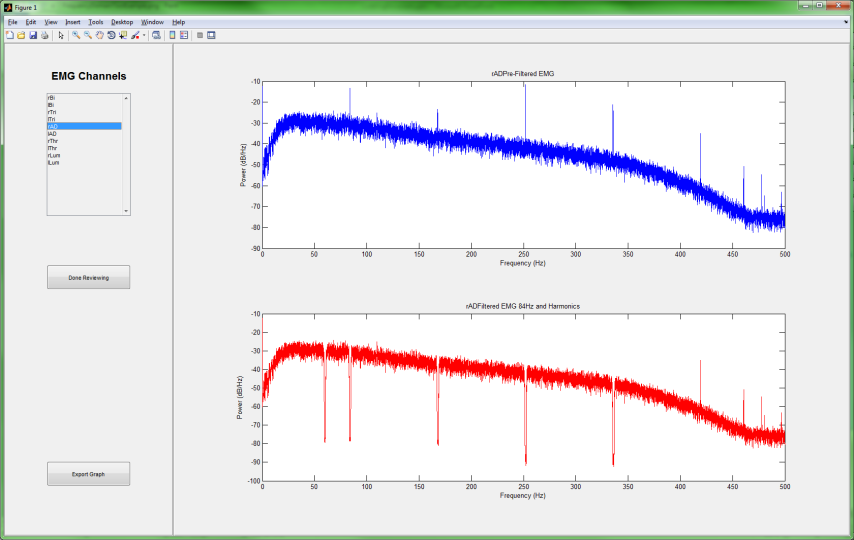 Figure 1
File Edit View Insert Tools Desktop Window Help
EMG Channels
rBi
lBi
rTri
lTri
rAD
lAD
rThr
lThr
rLum
lLum
Done Reviewing
Export Graph
rADPre-Filtered EMG
-10
-20
-30
-40
-50
-60
-70
-80
-90
Power (dB/Hz)
0 50 100 150 200 250 300 350 400 450 500
Frequency (Hz)
rADFiltered EMG 84Hz and Harmonics
-10
-20
-30
-40
-50
-60
-70
-80
-90
-100
Power (dB/Hz)
0 50 100 150 200 250 300 350 400 450 500
Frequency (Hz)